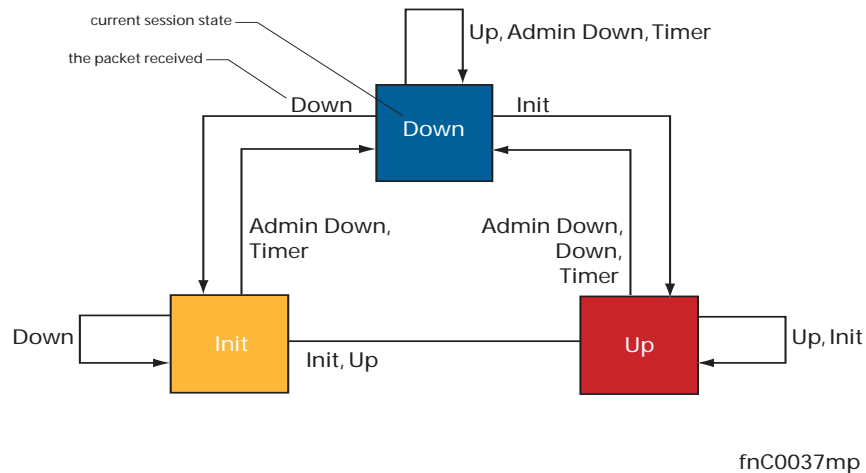 current session state
the packet received
Up, Admin Down, Timer
Down
Init
Down
Admin Down,
Timer
Admin Down,
Down,
Timer
Down
Init
Init, Up
Up
Up, Init
fnC0037mp